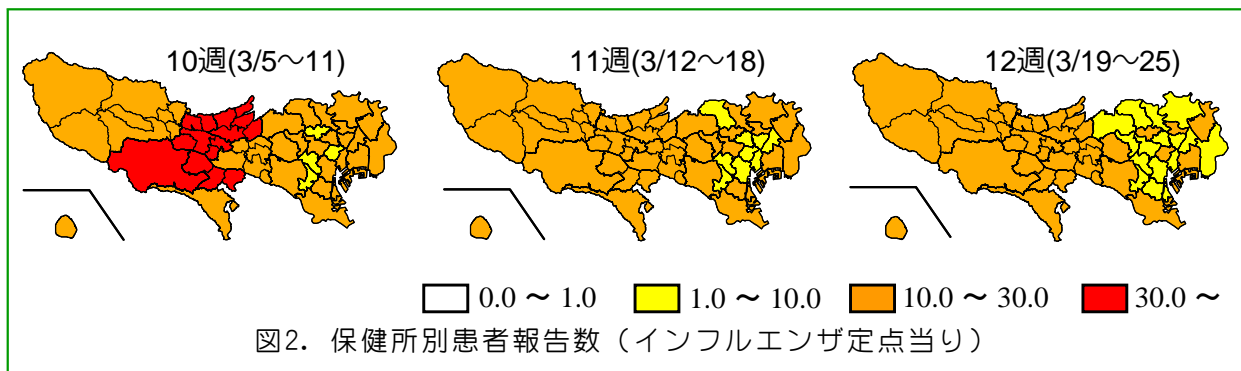 10週(3/5～11)
11週(3/12～18)
12週(3/19～25)
0.0 ～ 1.0
1.0 ～ 10.0
10.0 ～ 30.0
30.0 ～
図2. 保健所別患者報告数（インフルエンザ定点当り）